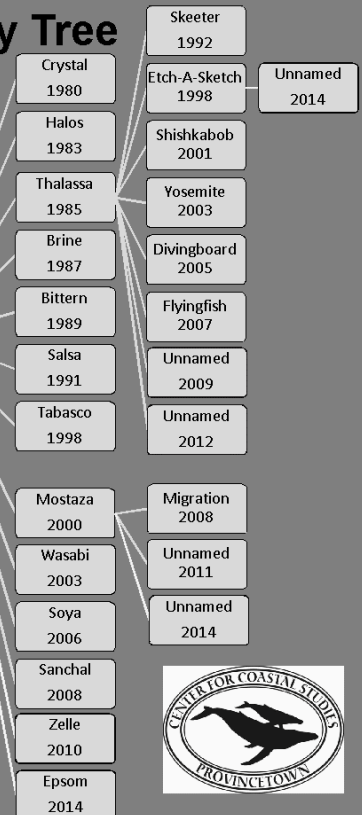 y Tree
Crystal
1980
Halos
1983
Thalassa
1985
Brine
1987
Bittern
1989
Salsa
1991
Tabasco
1998
Mostaza
2000
Wasabi
2003
Soya
2006
Sanchal
2008
Zelle
2010
Epsom
2014
Skeeter
1992
Etch-A-Sketch
1998
Shishkabob
2001
Yosemite
2003
Divingboard
2005
Flyingfish
2007
Unnamed
2009
Unnamed
2012
Migration
2008
Unnamed
2011
Unnamed
2014
Unnamed
2014
CENTER FOR COASTAL STUDIES
PROVINCETOWN